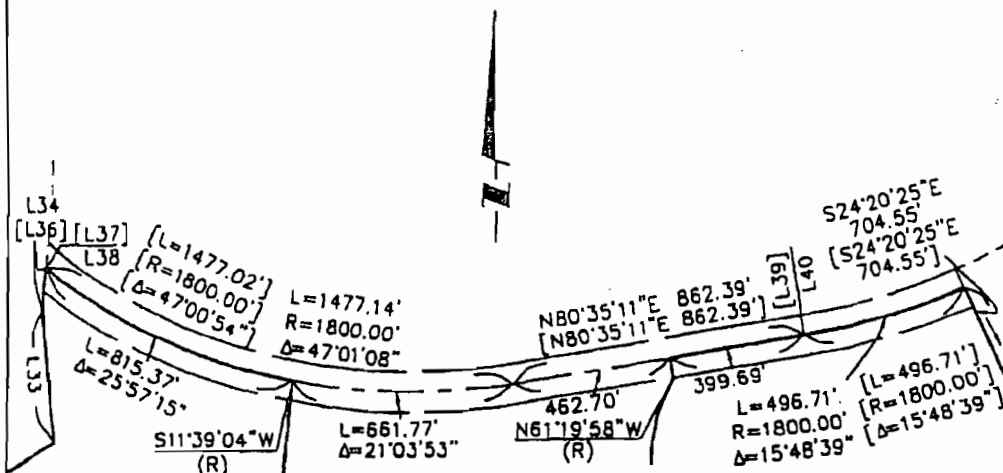 L34
[L36]
[L37]
L38
[L=1477.02']
[R=1800.00']
[Δ=47°00'54"]
L=1477.14'
R=1800.00'
Δ=47°01'08"
L33
L=815.37'
Δ=25°57'15"
S11°39'04"W
(R)
L=661.77'
Δ=21°03'53"
N
N80°35'11"E 862.39'
[N80°35'11"E 862.39']
462.70'
N61°19'58"W
(R)
399.69'
[L39]
L40
S24°20'25"E
704.55'
[S24°20'25"E
704.55']
L=496.71'
R=1800.00'
Δ=15°48'39"
[L=496.71']
[R=1800.00']
[Δ=15°48'39"]